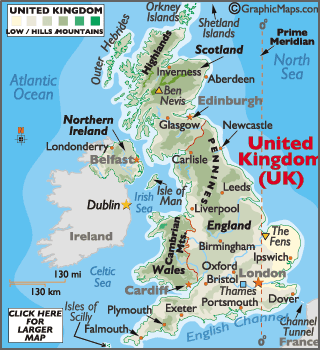 UNITED KINGDOM
LOW / HILLS MOUNTAINS
Orkney
Islands
©GraphicMaps.com
Shetland
Islands
Outer Hebrides
Highlands
Scotland
Prime
Meridian
Atlantic
Ocean
Inverness
Aberdeen
North
Sea
Ben
Nevis
Edinburgh
Glasgow
Newcastle
Northern
Ireland
Londonderry
Belfast
Carlisle
PENNINES
United
Kingdom
(UK)
Isle of
Man
Leeds
Dublin
Irish
Sea
Liverpool
England
The
Fens
Ireland
Cambrian
Mts.
Birmingham
Ipswich
Wales
Oxford
London
130 mi
130 km
Celtic
Sea
Cardiff
Bristol
Thames
Dover
Portsmouth
CLICK HERE
FOR
LARGER
MAP
Isles of
Scilly
Plymouth
Exeter
Falmouth
English Channel
Channel
Tunnel
France